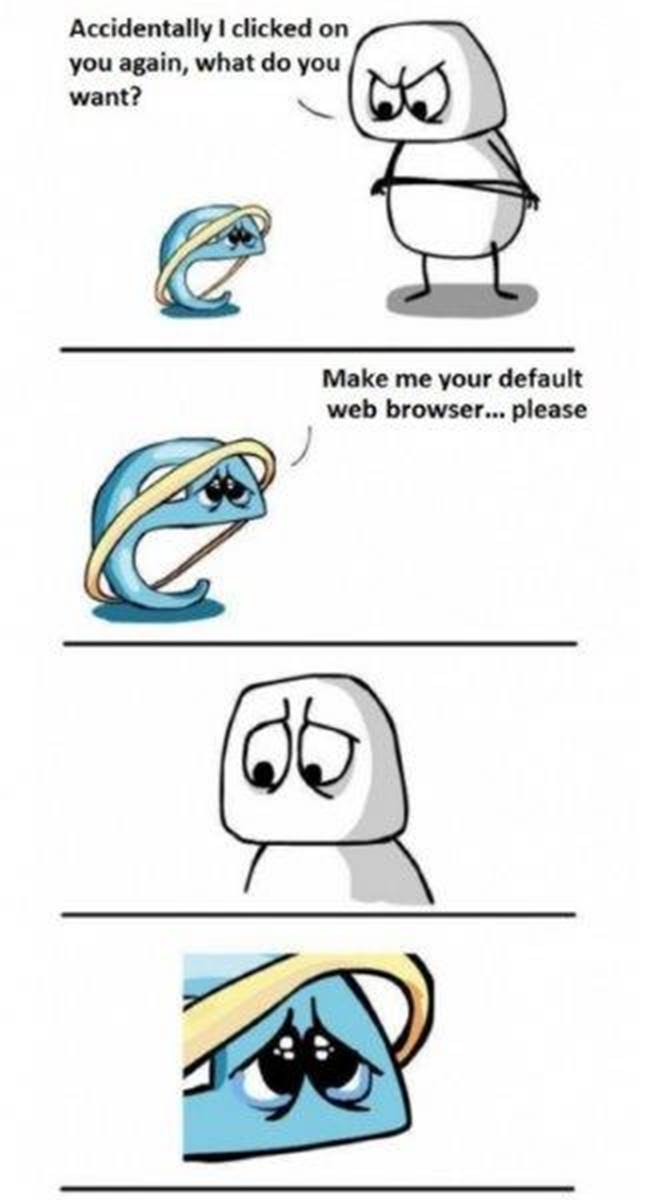 Accidentally I clicked on
you again, what do you
want?
Make me your default
web browser... please